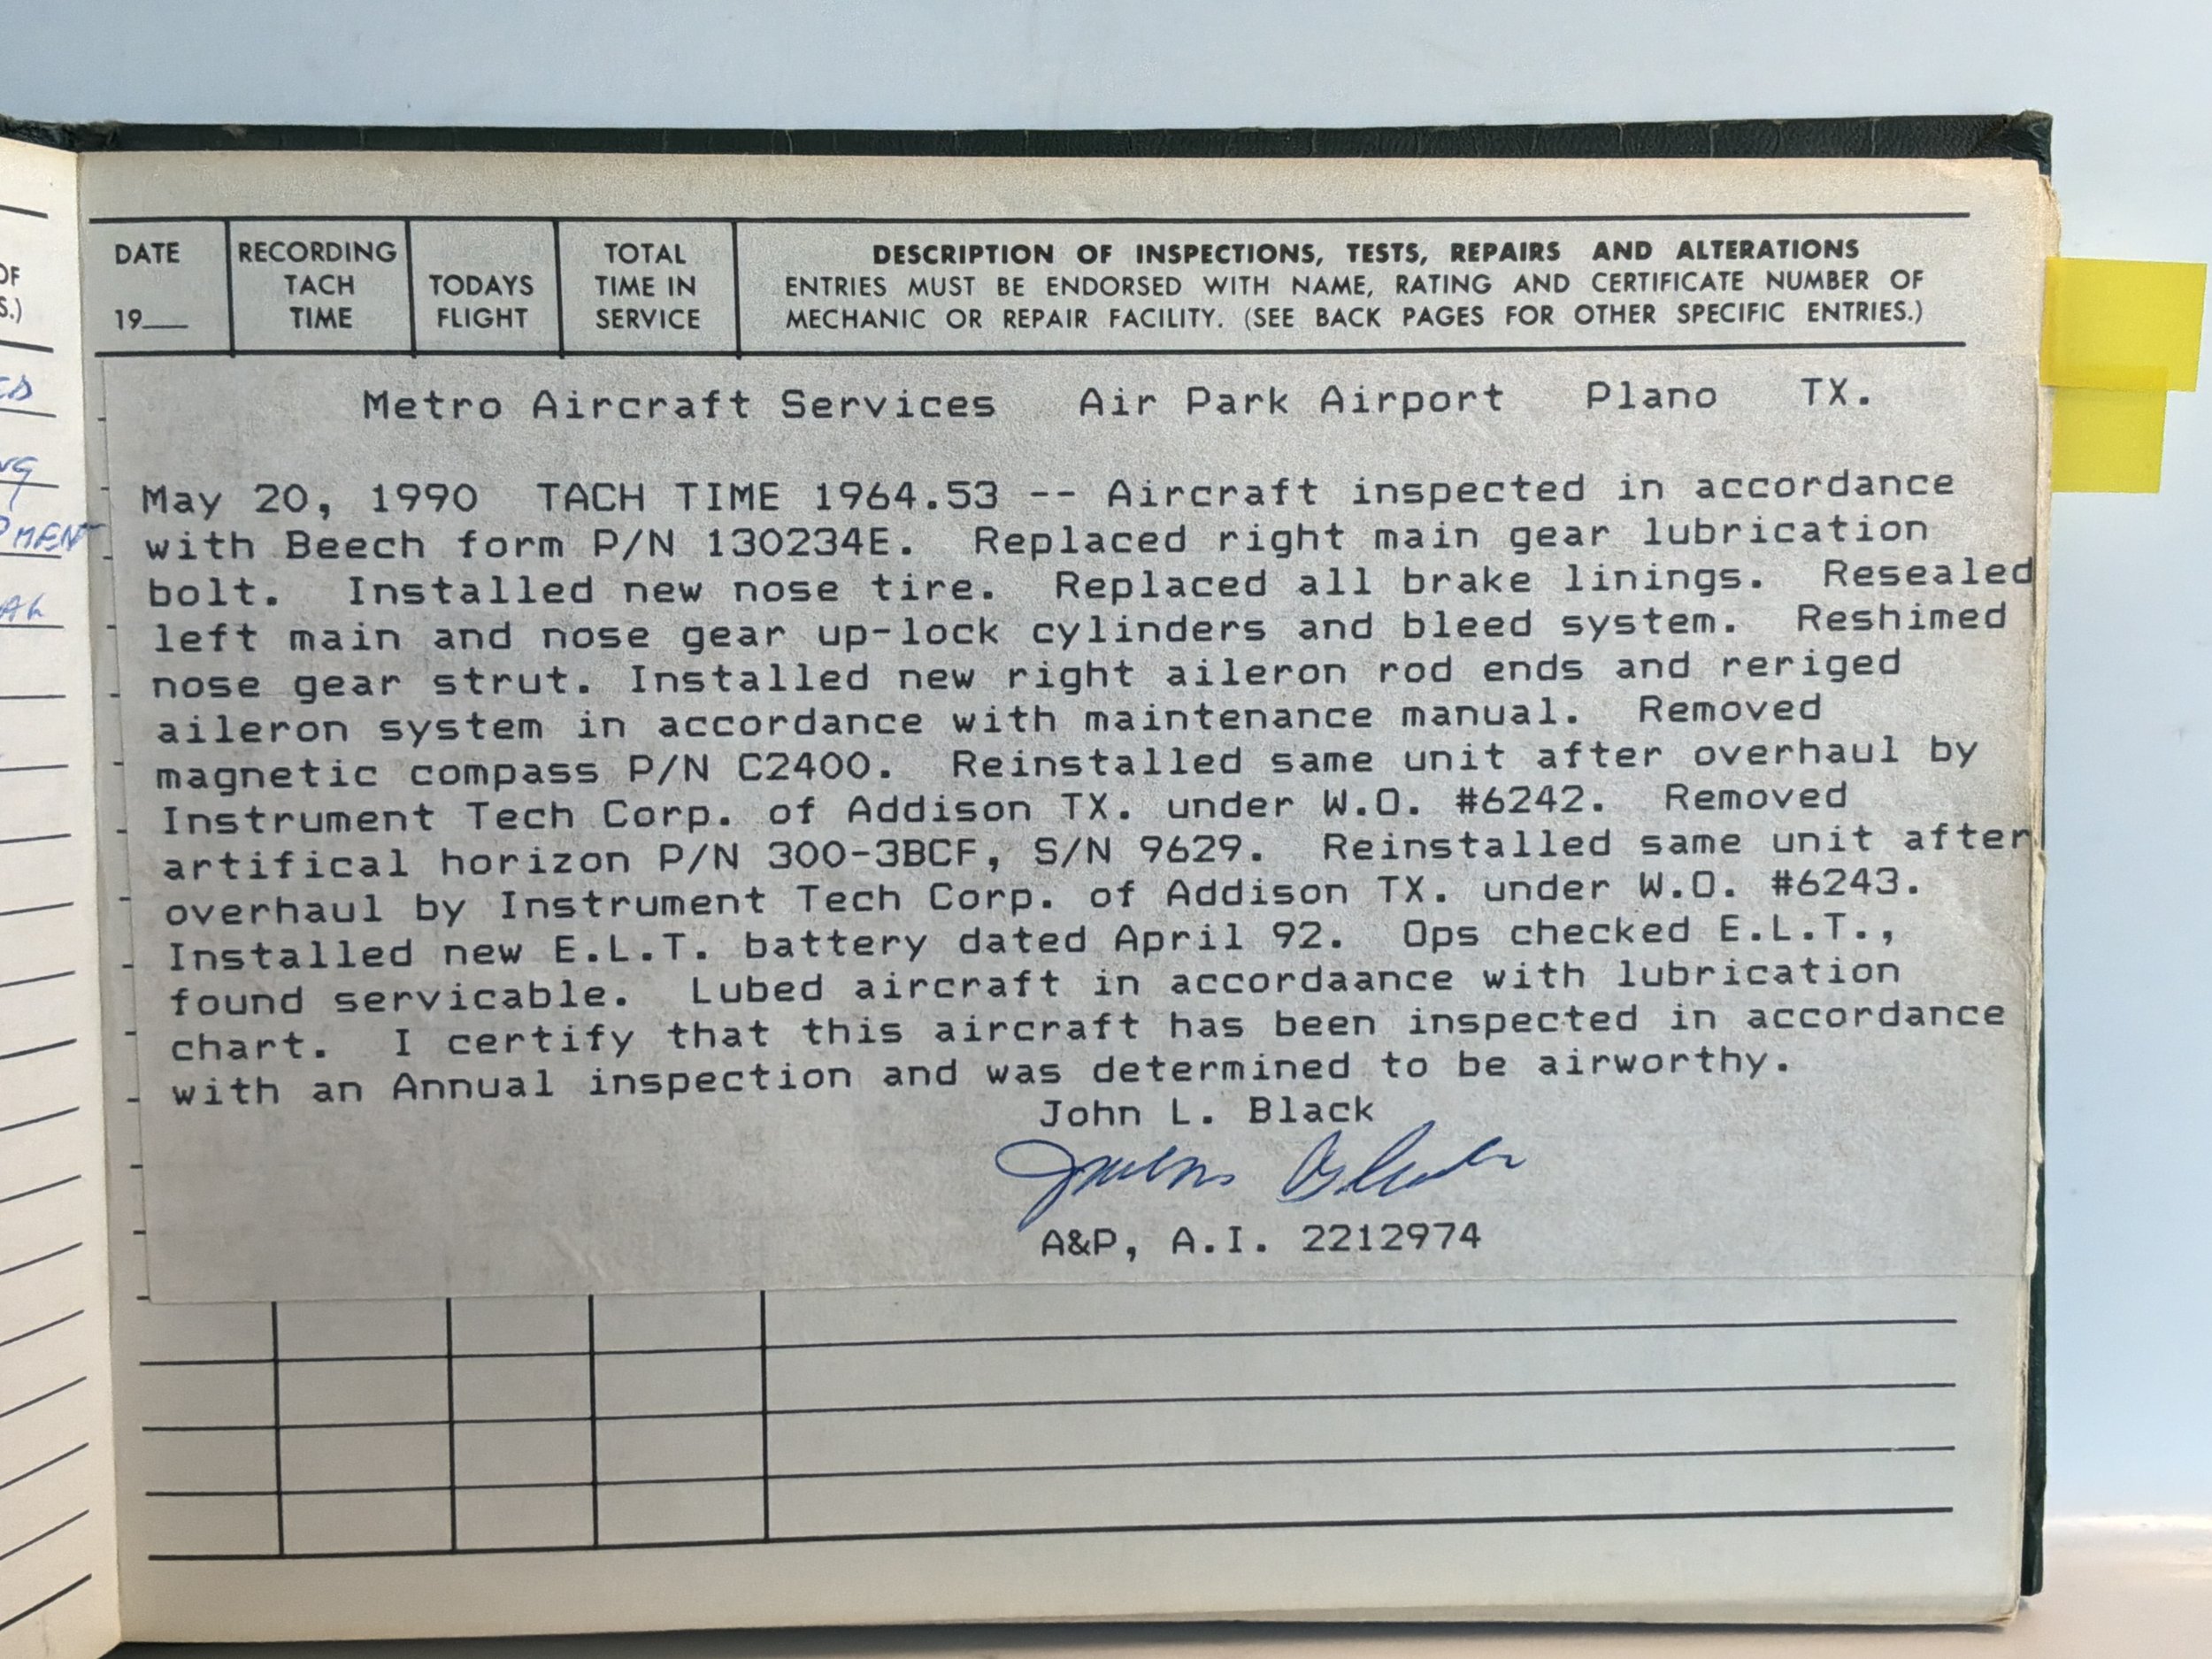 DATE
19__
RECORDING
TACH
TIME
TODAYS
FLIGHT
TOTAL
TIME IN
SERVICE
DESCRIPTION OF INSPECTIONS, TESTS, REPAIRS AND ALTERATIONS
ENTRIES MUST BE ENDORSED WITH NAME, RATING AND CERTIFICATE NUMBER OF
MECHANIC OR REPAIR FACILITY. (SEE BACK PAGES FOR OTHER SPECIFIC ENTRIES.)
Metro Aircraft Services Air Park Airport Plano TX.
May 20, 1990 TACH TIME 1964.53 -- Aircraft inspected in accordance
with Beech form P/N 130234E. Replaced right main gear lubrication
bolt. Installed new nose tire. Replaced all brake linings. Resealed
left main and nose gear up-lock cylinders and bleed system. Reshimed
nose gear strut. Installed new right aileron rod ends and reriged
aileron system in accordance with maintenance manual. Removed
magnetic compass P/N C2400. Reinstalled same unit after overhaul by
Instrument Tech Corp. of Addison TX. under W.O. #6242. Removed
artifical horizon P/N 300-3BCF, S/N 9629. Reinstalled same unit after
overhaul by Instrument Tech Corp. of Addison TX. under W.O. #6243.
Installed new E.L.T. battery dated April 92. Ops checked E.L.T.,
found servicable. Lubed aircraft in accordaance with lubrication
chart. I certify that this aircraft has been inspected in accordance
with an Annual inspection and was determined to be airworthy.
John L. Black
A&P, A.I. 2212974